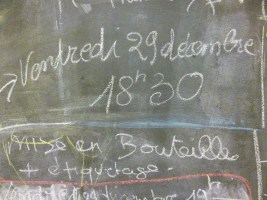 Vendredi 29 décembre
18h30
Mise en Bouteille
+ étiquetage.